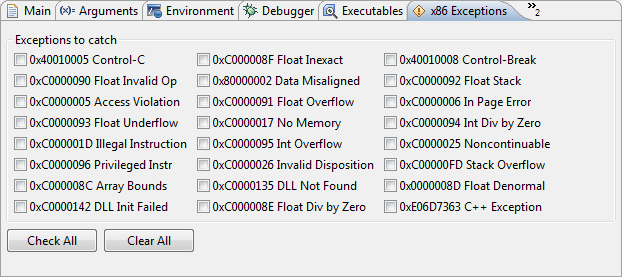 Main (x)= Arguments Environment Debugger Executables x86 Exceptions »2
Exceptions to catch
0x40010005 Control-C 0xC000008F Float Inexact 0x40010008 Control-Break
0xC0000090 Float Invalid Op 0x80000002 Data Misaligned 0xC0000092 Float Stack
0xC0000005 Access Violation 0xC0000091 Float Overflow 0xC0000006 In Page Error
0xC0000093 Float Underflow 0xC0000017 No Memory 0xC0000094 Int Div by Zero
0xC000001D Illegal Instruction 0xC0000095 Int Overflow 0xC0000025 Noncontinuable
0xC0000096 Privileged Instr 0xC0000026 Invalid Disposition 0xC00000FD Stack Overflow
0xC000008C Array Bounds 0xC0000135 DLL Not Found 0x0000008D Float Denormal
0xC0000142 DLL Init Failed 0xC000008E Float Div by Zero 0xE06D7363 C++ Exception
Check All Clear All